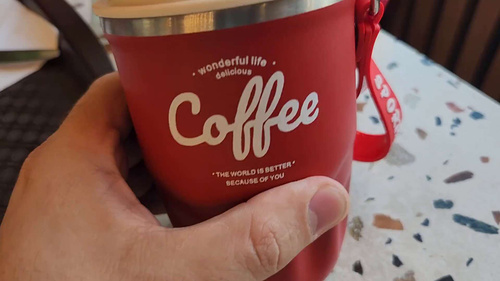 • wonderful life •
delicious
Coffee
• THE WORLD IS BETTER •
BECAUSE OF YOU